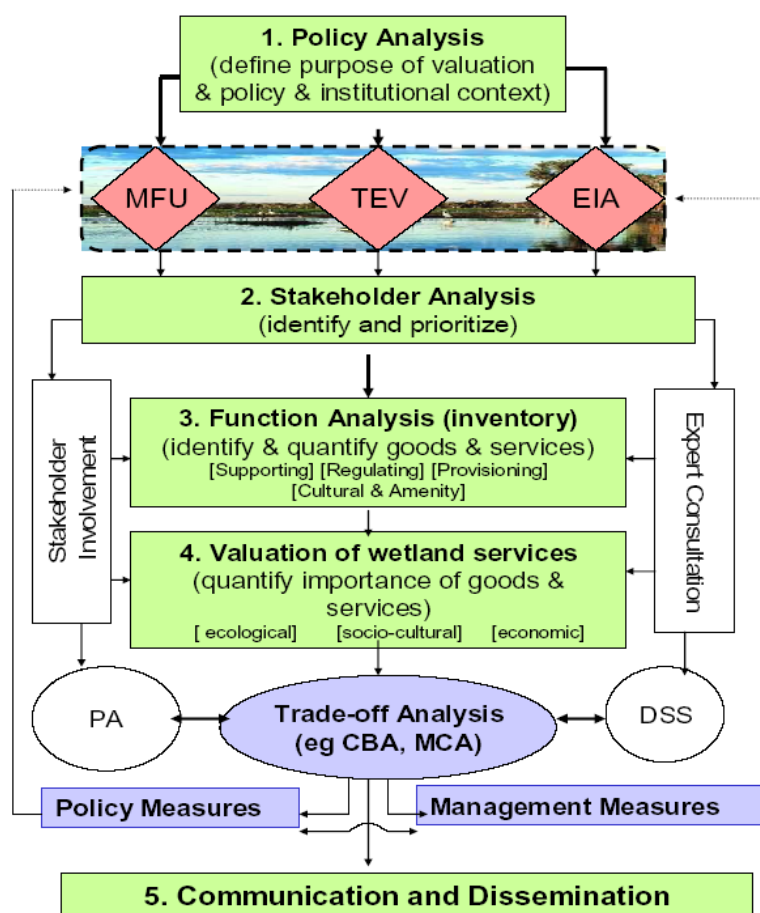 1. Policy Analysis
(define purpose of valuation
& policy & institutional context)
MFU
TEV
EIA
2. Stakeholder Analysis
(identify and prioritize)
Stakeholder
Involvement
3. Function Analysis (inventory)
(identify & quantify goods & services)
[Supporting] [Regulating] [Provisioning]
[Cultural & Amenity]
Expert Consultation
4. Valuation of wetland services
(quantify importance of goods &
services)
[ ecological] [socio-cultural] [economic]
PA
Trade-off Analysis
(eg CBA, MCA)
DSS
Policy Measures
Management Measures
5. Communication and Dissemination